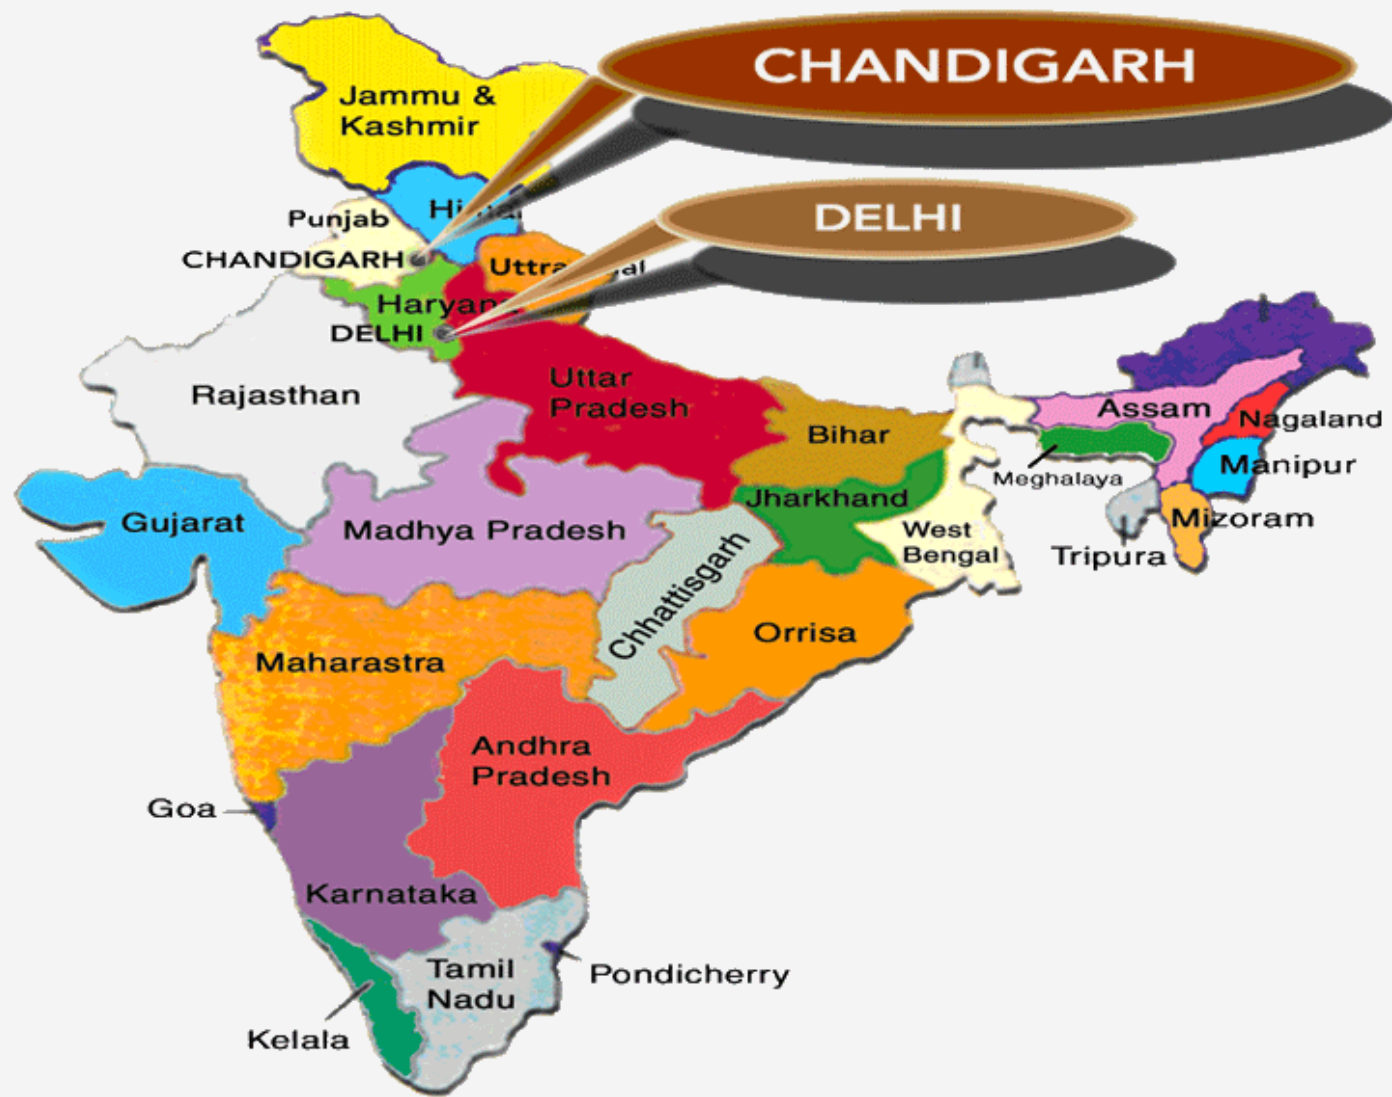 CHANDIGARH
Jammu &
Kashmir
DELHI
Punjab
CHANDIGARH
Haryana
DELHI
Rajasthan
Uttar
Pradesh
Bihar
Assam
Nagaland
Meghalaya
Manipur
Jharkhand
Gujarat
Madhya Pradesh
West
Bengal
Mizoram
Tripura
Chhattisgarh
Orrisa
Maharastra
Andhra
Pradesh
Goa
Karnataka
Tamil
Nadu
Pondicherry
Kelala